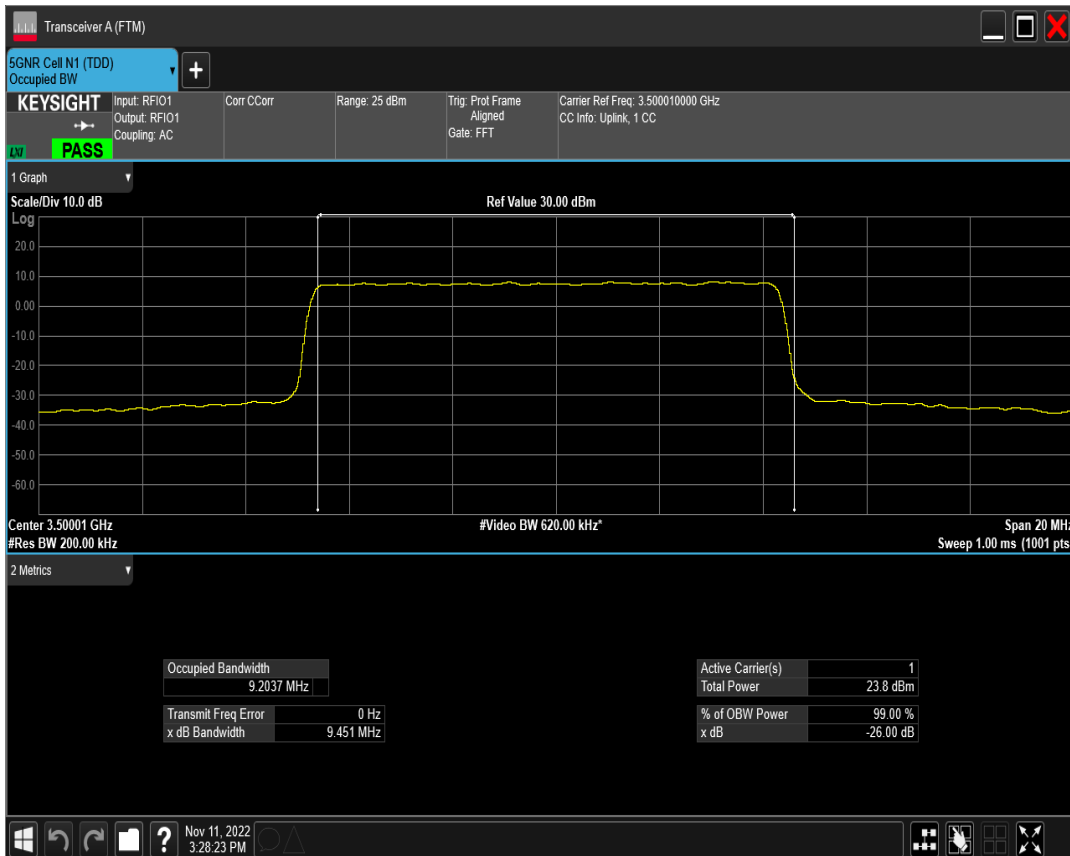 Transceiver A (FTM)
5GNR Cell N1 (TDD)
Occupied BW
+
KEYSIGHT
LXI
PASS
Input: RFIO1
Output: RFIO1
Coupling: AC
Corr CCorr
Range: 25 dBm
Trig: Prot Frame
Aligned
Gate: FFT
Carrier Ref Freq: 3.500010000 GHz
CC Info: Uplink, 1 CC
1 Graph
Scale/Div 10.0 dB
Ref Value 30.00 dBm
Log
20.0
10.0
0.00
-10.0
-20.0
-30.0
-40.0
-50.0
-60.0
Center 3.50001 GHz
#Video BW 620.00 kHz*
Span 20 MHz
#Res BW 200.00 kHz
Sweep 1.00 ms (1001 pts
2 Metrics
Occupied Bandwidth
9.2037 MHz
Transmit Freq Error 0 Hz
x dB Bandwidth 9.451 MHz
Active Carrier(s) 1
Total Power 23.8 dBm
% of OBW Power 99.00 %
x dB -26.00 dB
?
Nov 11, 2022
3:28:23 PM